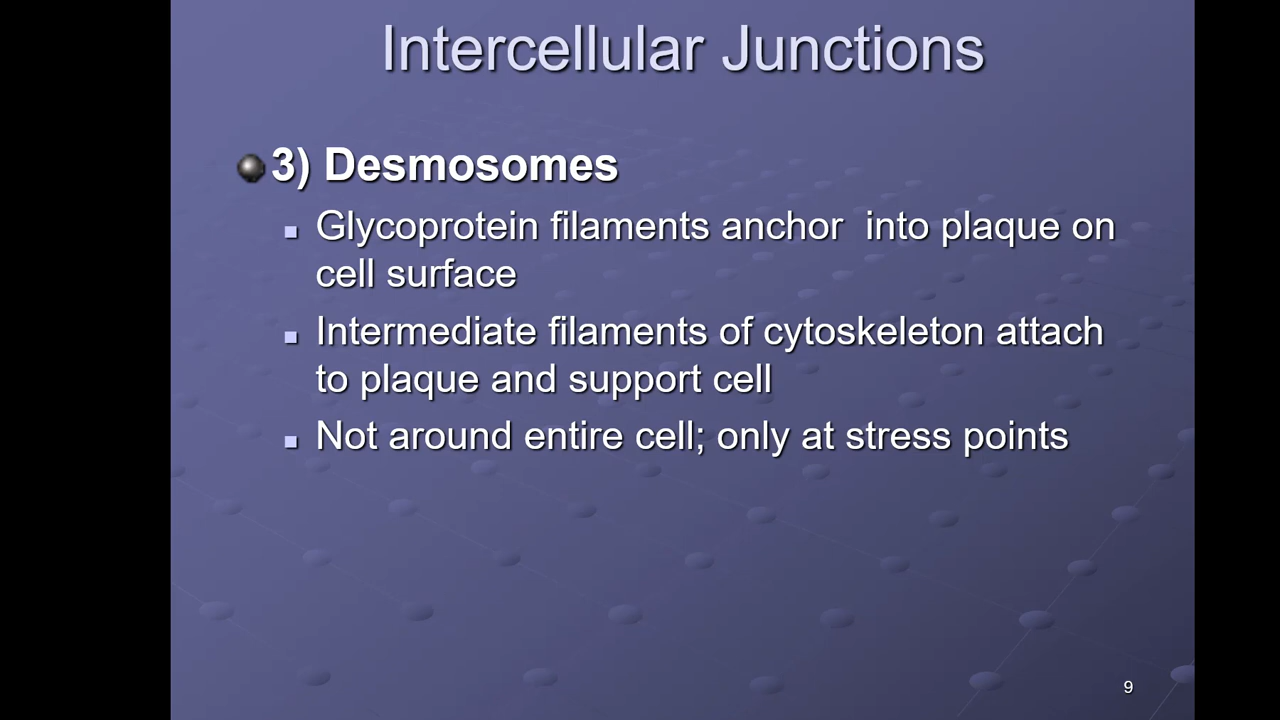 Intercellular Junctions
3) Desmosomes
Glycoprotein filaments anchor  into plaque on
cell surface
Intermediate filaments of cytoskeleton attach
to plaque and support cell
Not around entire cell; only at stress points
9